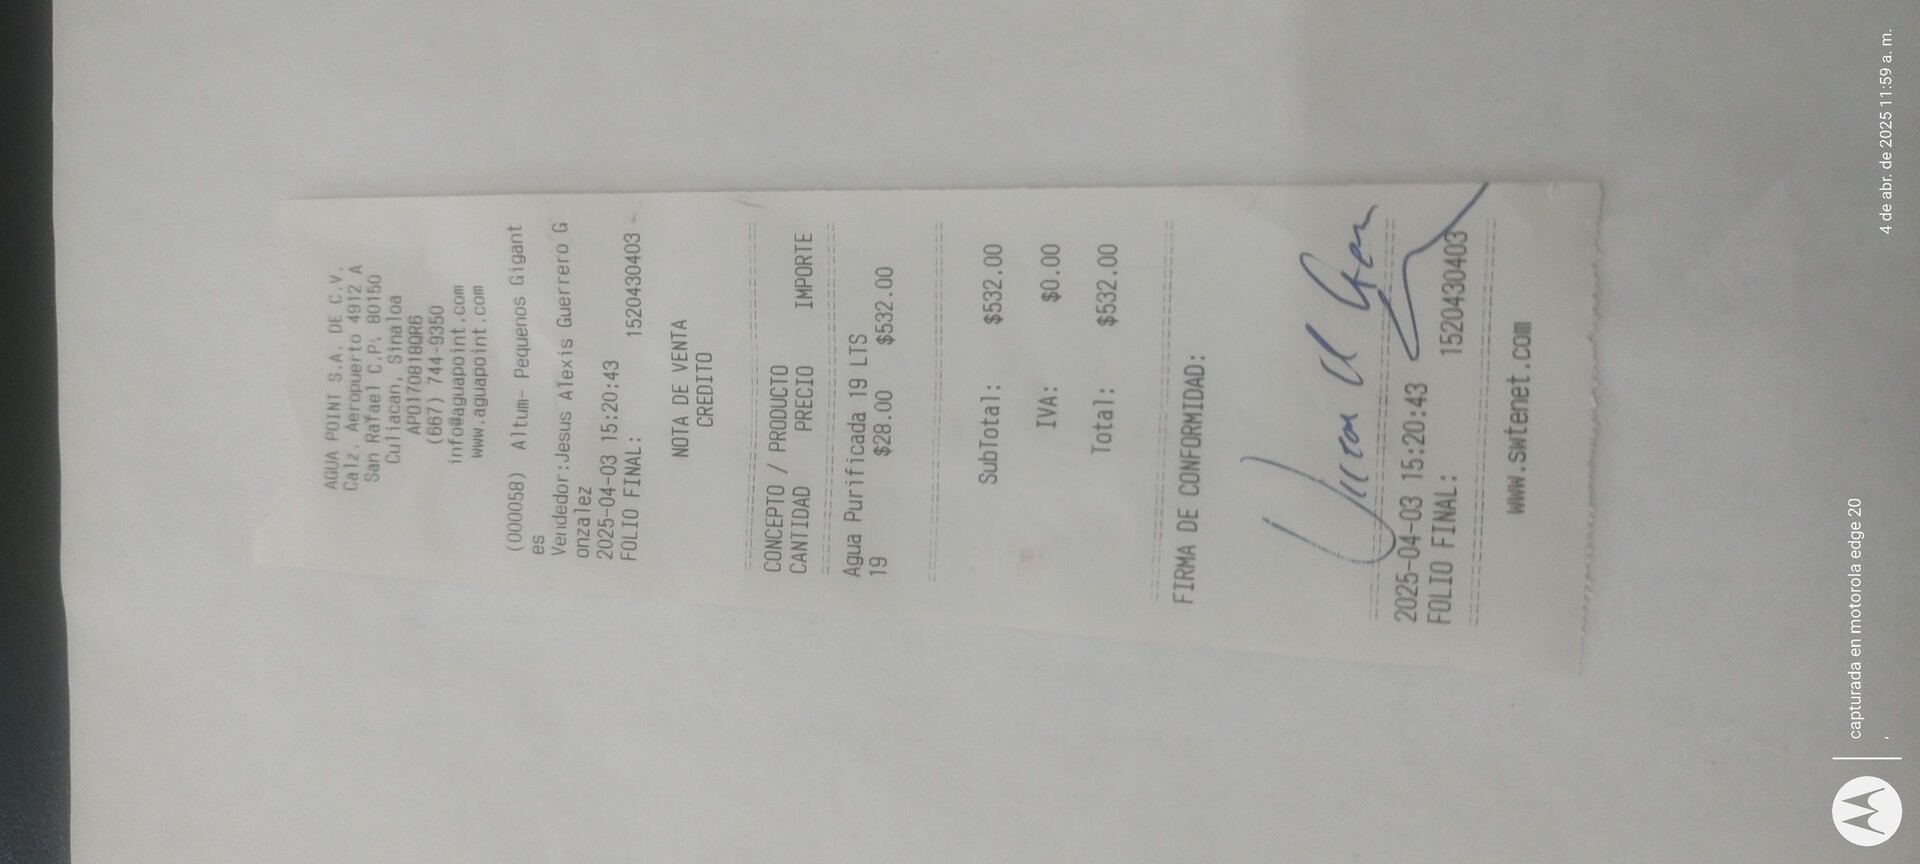 AGUA POINT S.A. DE C.V.
Calz. Aeropuerto 4912 A
San Rafael C.P. 80150
Culiacan, Sinaloa
APO170818QR6
(667) 744-9350
info@aguapoint.com
www.aguapoint.com
(000058) Altum- Pequenos Gigant
es
Vendedor:Jesus Alexis Guerrero G
onzalez
2025-04-03 15:20:43
FOLIO FINAL: 1520430403
NOTA DE VENTA
CREDITO
CONCEPTO / PRODUCTO
CANTIDAD PRECIO IMPORTE
Agua Purificada 19 LTS
19 $28.00 $532.00
SubTotal: $532.00
IVA: $0.00
Total: $532.00
FIRMA DE CONFORMIDAD:
2025-04-03 15:20:43
FOLIO FINAL: 1520430403
www.swtenet.com
capturada en motorola edge 20
4 de abr. de 2025 11:59 a. m.